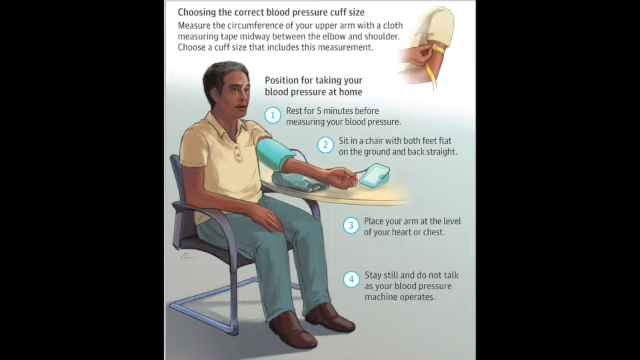 Choosing the correct blood pressure cuff size
Measure the circumference of your upper arm with a cloth
measuring tape midway between the elbow and shoulder.
Choose a cuff size that includes this measurement.
Position for taking your
blood pressure at home
1 Rest for 5 minutes before
measuring your blood pressure.
2 Sit in a chair with both feet flat
on the ground and back straight.
3 Place your arm at the level
of your heart or chest.
4 Stay still and do not talk
as your blood pressure
machine operates.